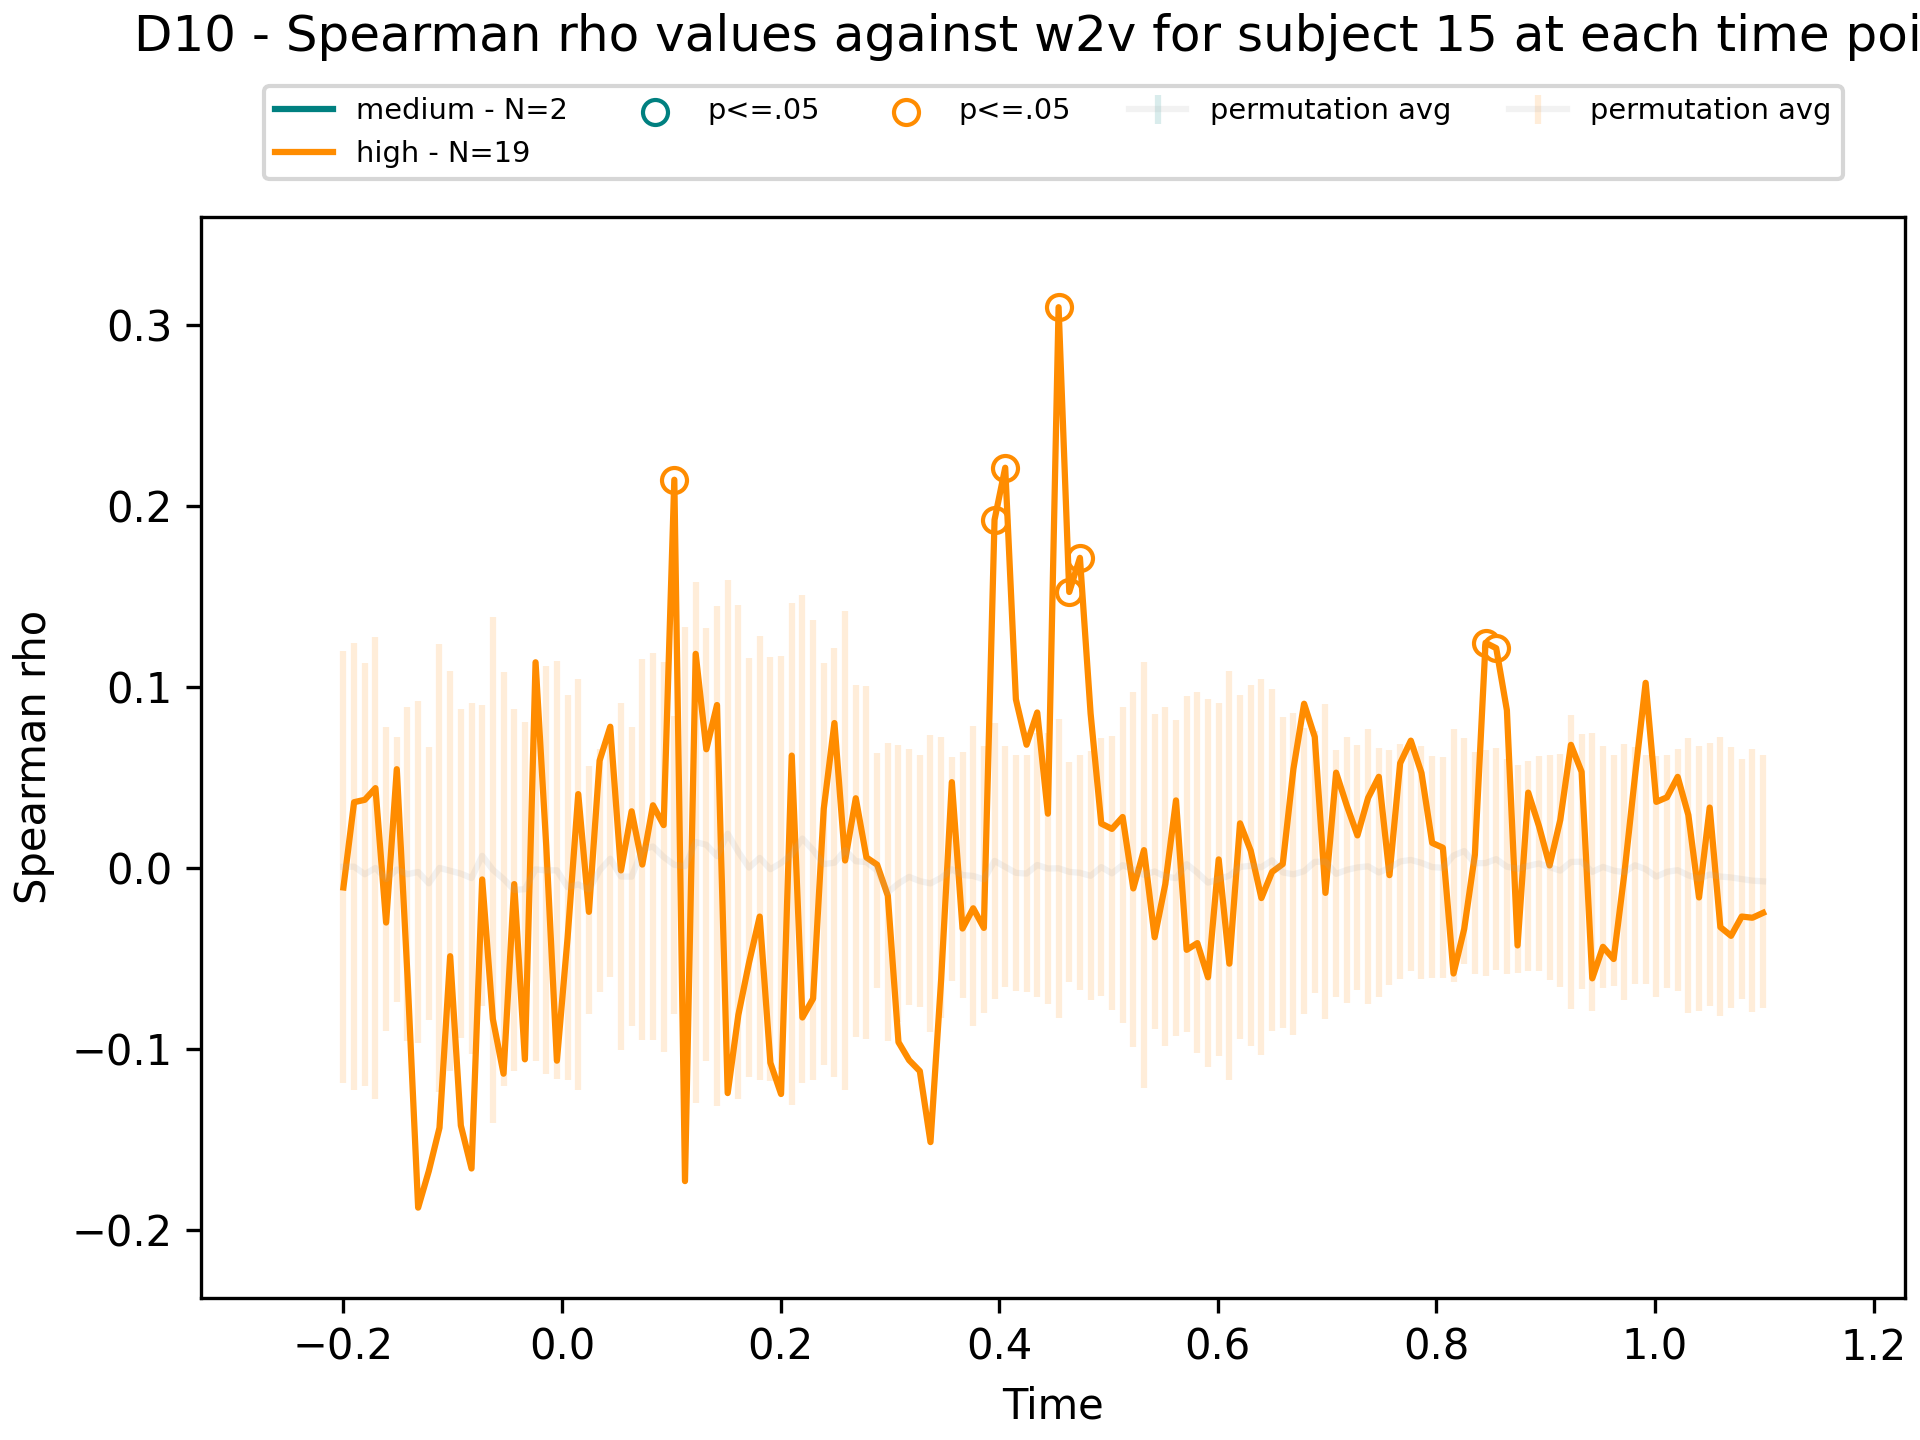 D10 - Spearman rho values against w2v for subject 15 at each time poi
medium - N=2 p<=.05 p<=.05 permutation avg permutation avg
high - N=19
0.3
0.2
0.1
0.0
−0.1
−0.2
Spearman rho
−0.2 0.0 0.2 0.4 0.6 0.8 1.0 1.2
Time